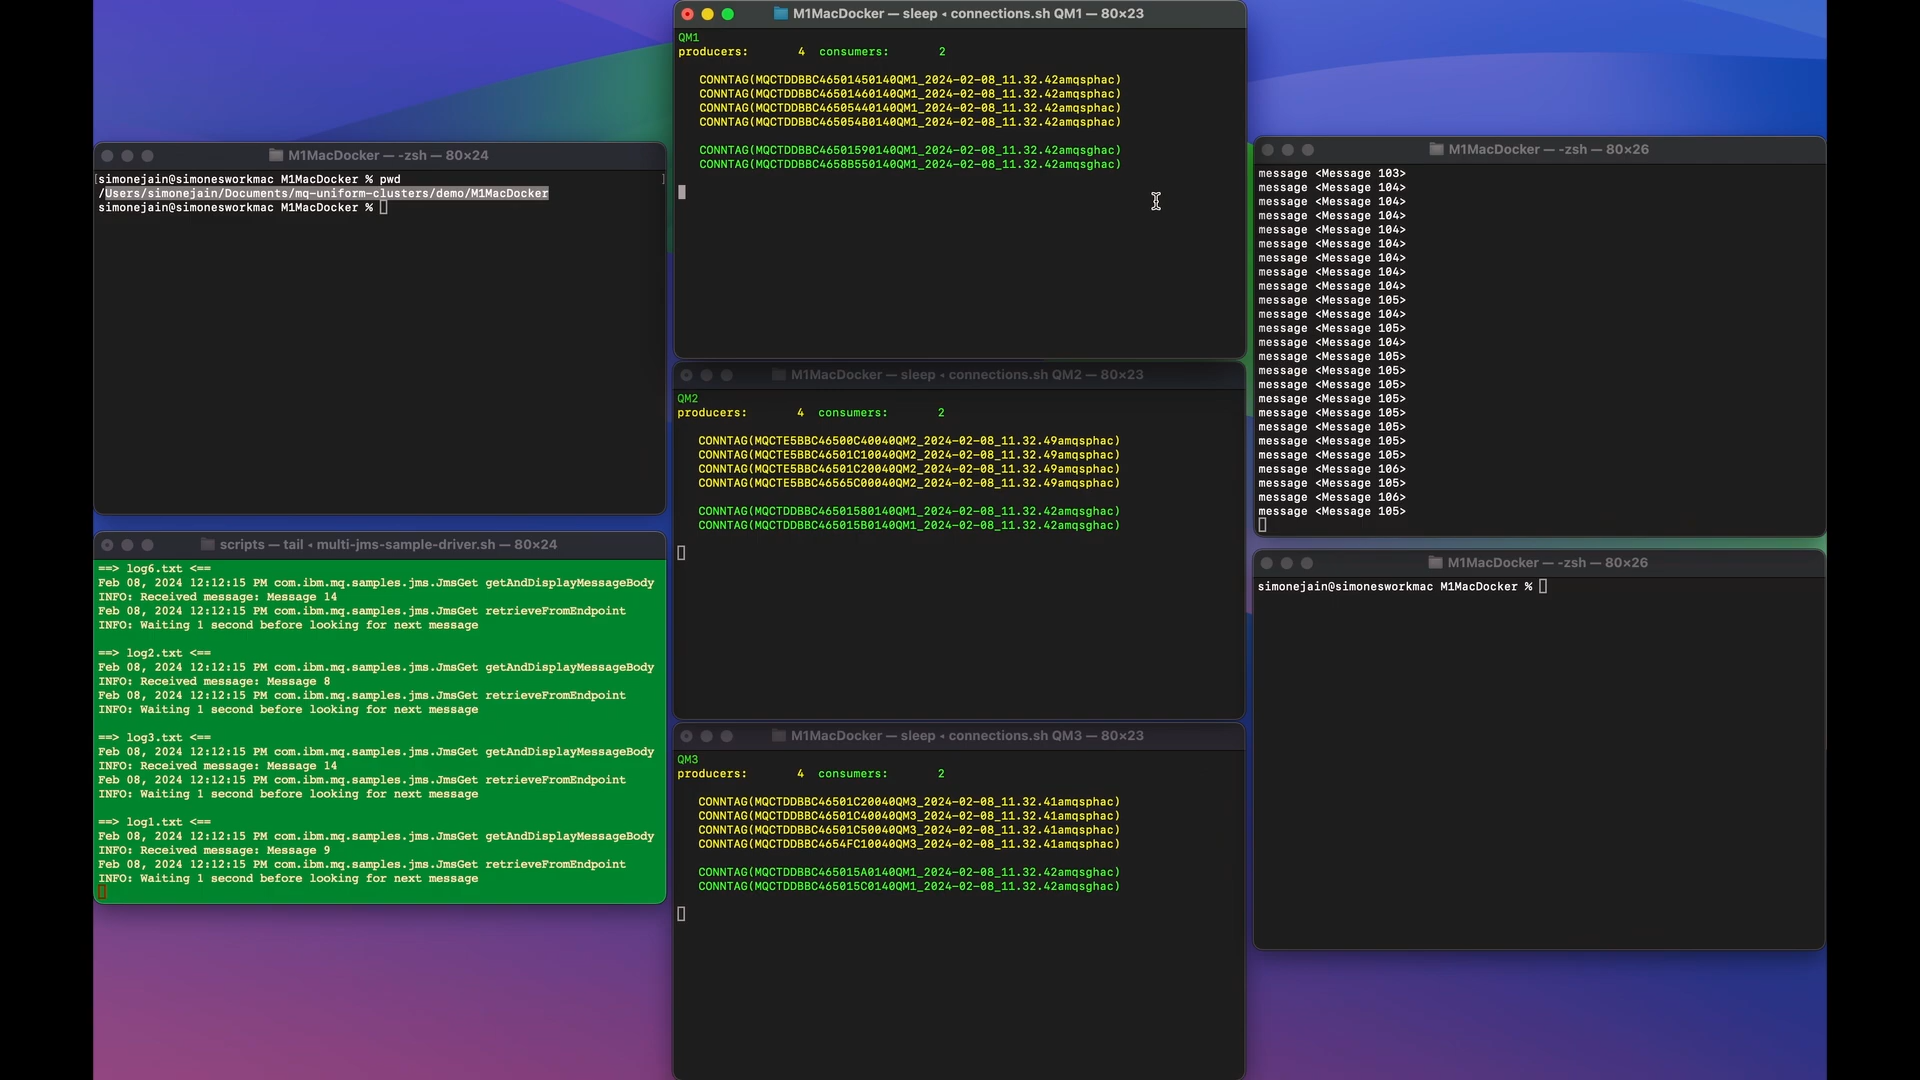 M1MacDocker — -zsh — 80×24
[simonejain@simonesworkmac M1MacDocker % pwd ]
/Users/simonejain/Documents/mq-uniform-clusters/demo/M1MacDocker
simonejain@simonesworkmac M1MacDocker %
scripts — tail ◂ multi-jms-sample-driver.sh — 80×24
==> log6.txt <==
Feb 08, 2024 12:12:15 PM com.ibm.mq.samples.jms.JmsGet getAndDisplayMessageBody
INFO: Received message: Message 14
Feb 08, 2024 12:12:15 PM com.ibm.mq.samples.jms.JmsGet retrieveFromEndpoint
INFO: Waiting 1 second before looking for next message
==> log2.txt <==
Feb 08, 2024 12:12:15 PM com.ibm.mq.samples.jms.JmsGet getAndDisplayMessageBody
INFO: Received message: Message 8
Feb 08, 2024 12:12:15 PM com.ibm.mq.samples.jms.JmsGet retrieveFromEndpoint
INFO: Waiting 1 second before looking for next message
==> log3.txt <==
Feb 08, 2024 12:12:15 PM com.ibm.mq.samples.jms.JmsGet getAndDisplayMessageBody
INFO: Received message: Message 14
Feb 08, 2024 12:12:15 PM com.ibm.mq.samples.jms.JmsGet retrieveFromEndpoint
INFO: Waiting 1 second before looking for next message
==> log1.txt <==
Feb 08, 2024 12:12:15 PM com.ibm.mq.samples.jms.JmsGet getAndDisplayMessageBody
INFO: Received message: Message 9
Feb 08, 2024 12:12:15 PM com.ibm.mq.samples.jms.JmsGet retrieveFromEndpoint
INFO: Waiting 1 second before looking for next message
M1MacDocker — sleep ◂ connections.sh QM1 — 80×23
QM1
producers: 4 consumers: 2
CONNTAG(MQCTDDBBC46501450140QM1_2024-02-08_11.32.42amqsphac)
CONNTAG(MQCTDDBBC46501460140QM1_2024-02-08_11.32.42amqsphac)
CONNTAG(MQCTDDBBC46505440140QM1_2024-02-08_11.32.42amqsphac)
CONNTAG(MQCTDDBBC465054B0140QM1_2024-02-08_11.32.42amqsphac)
CONNTAG(MQCTDDBBC46501590140QM1_2024-02-08_11.32.42amqsghac)
CONNTAG(MQCTDDBBC4658B550140QM1_2024-02-08_11.32.42amqsghac)
M1MacDocker — sleep ◂ connections.sh QM2 — 80×23
QM2
producers: 4 consumers: 2
CONNTAG(MQCTE5BBC46500C40040QM2_2024-02-08_11.32.49amqsphac)
CONNTAG(MQCTE5BBC46501C10040QM2_2024-02-08_11.32.49amqsphac)
CONNTAG(MQCTE5BBC46501C20040QM2_2024-02-08_11.32.49amqsphac)
CONNTAG(MQCTE5BBC46565C00040QM2_2024-02-08_11.32.49amqsphac)
CONNTAG(MQCTDDBBC46501580140QM1_2024-02-08_11.32.42amqsghac)
CONNTAG(MQCTDDBBC465015B0140QM1_2024-02-08_11.32.42amqsghac)
M1MacDocker — sleep ◂ connections.sh QM3 — 80×23
QM3
producers: 4 consumers: 2
CONNTAG(MQCTDDBBC46501C20040QM3_2024-02-08_11.32.41amqsphac)
CONNTAG(MQCTDDBBC46501C40040QM3_2024-02-08_11.32.41amqsphac)
CONNTAG(MQCTDDBBC46501C50040QM3_2024-02-08_11.32.41amqsphac)
CONNTAG(MQCTDDBBC4654FC10040QM3_2024-02-08_11.32.41amqsphac)
CONNTAG(MQCTDDBBC465015A0140QM1_2024-02-08_11.32.42amqsghac)
CONNTAG(MQCTDDBBC465015C0140QM1_2024-02-08_11.32.42amqsghac)
M1MacDocker — -zsh — 80×26
message <Message 103>
message <Message 104>
message <Message 104>
message <Message 104>
message <Message 104>
message <Message 104>
message <Message 104>
message <Message 104>
message <Message 104>
message <Message 105>
message <Message 104>
message <Message 105>
message <Message 104>
message <Message 105>
message <Message 105>
message <Message 105>
message <Message 105>
message <Message 105>
message <Message 105>
message <Message 105>
message <Message 105>
message <Message 106>
message <Message 105>
message <Message 106>
message <Message 105>
M1MacDocker — -zsh — 80×26
simonejain@simonesworkmac M1MacDocker %